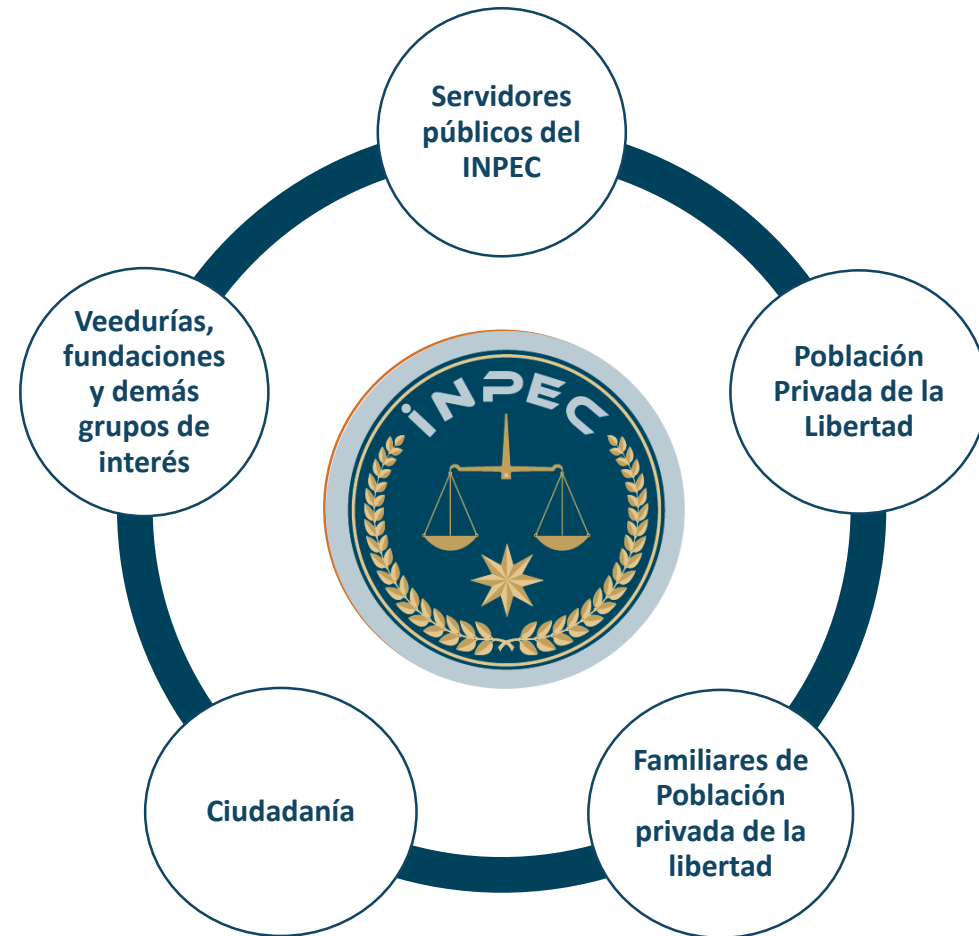 Servidores
públicos del
INPEC
Población
Privada de la
Libertad
Familiares de
Población
privada de la
libertad
Ciudadanía
Veedurías,
fundaciones
y demás
grupos de
interés
iNPEC